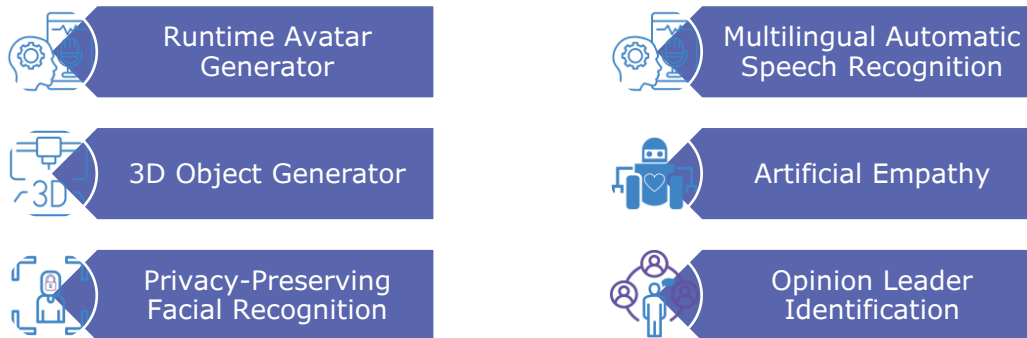 Runtime Avatar
Generator
Multilingual Automatic
Speech Recognition
3D
3D Object Generator
Artificial Empathy
Privacy-Preserving
Facial Recognition
Opinion Leader
Identification